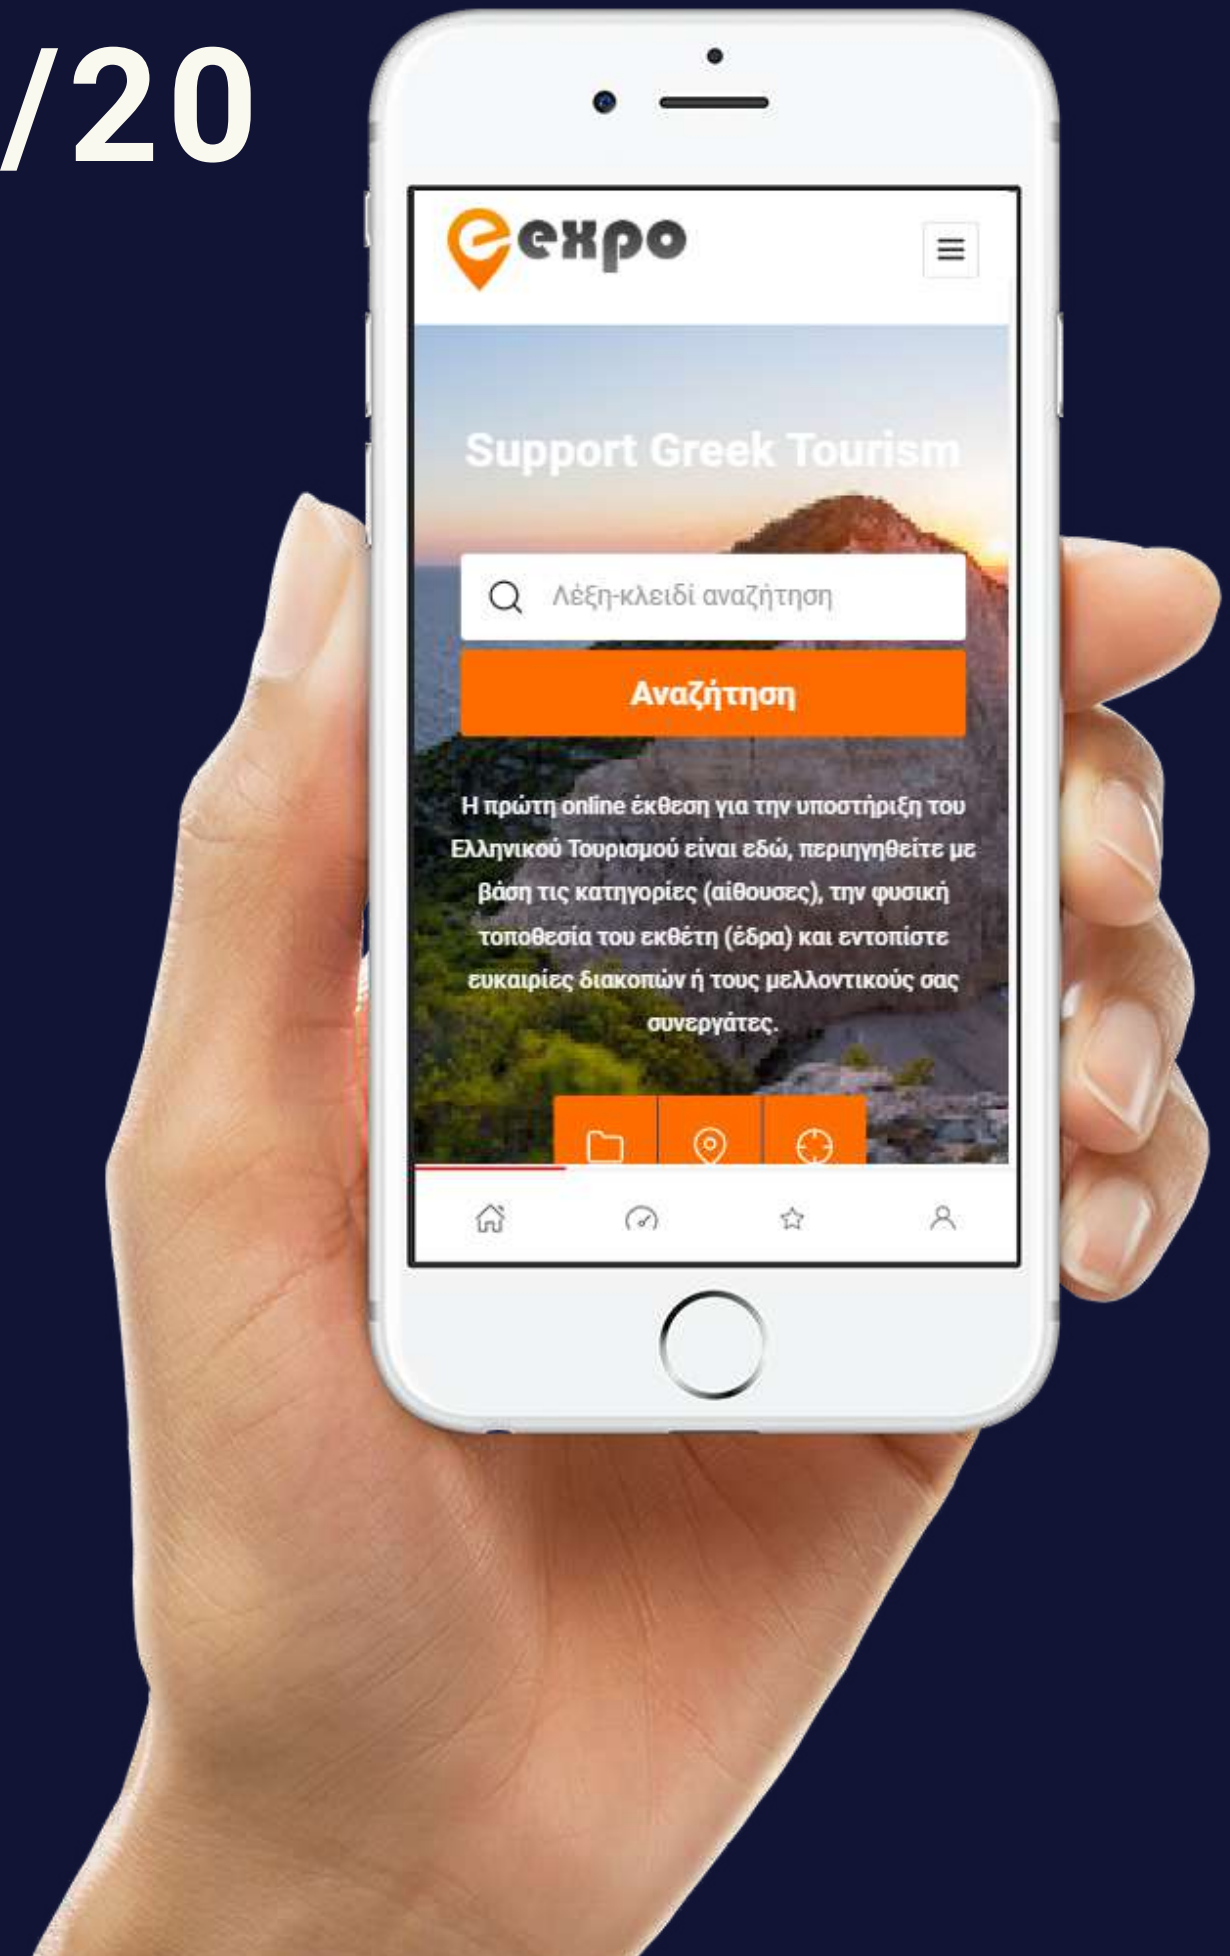 /20
expo
Support Greek Tourism
Λέξη-κλειδί αναζήτηση
Αναζήτηση
Η πρώτη online έκθεση για την υποστήριξη του
Ελληνικού Τουρισμού είναι εδώ, περιηγηθείτε με
βάση τις κατηγορίες (αίθουσες), την φυσική
τοποθεσία του εκθέτη (έδρα) και εντοπίστε
ευκαιρίες διακοπών ή τους μελλοντικούς σας
συνεργάτες.